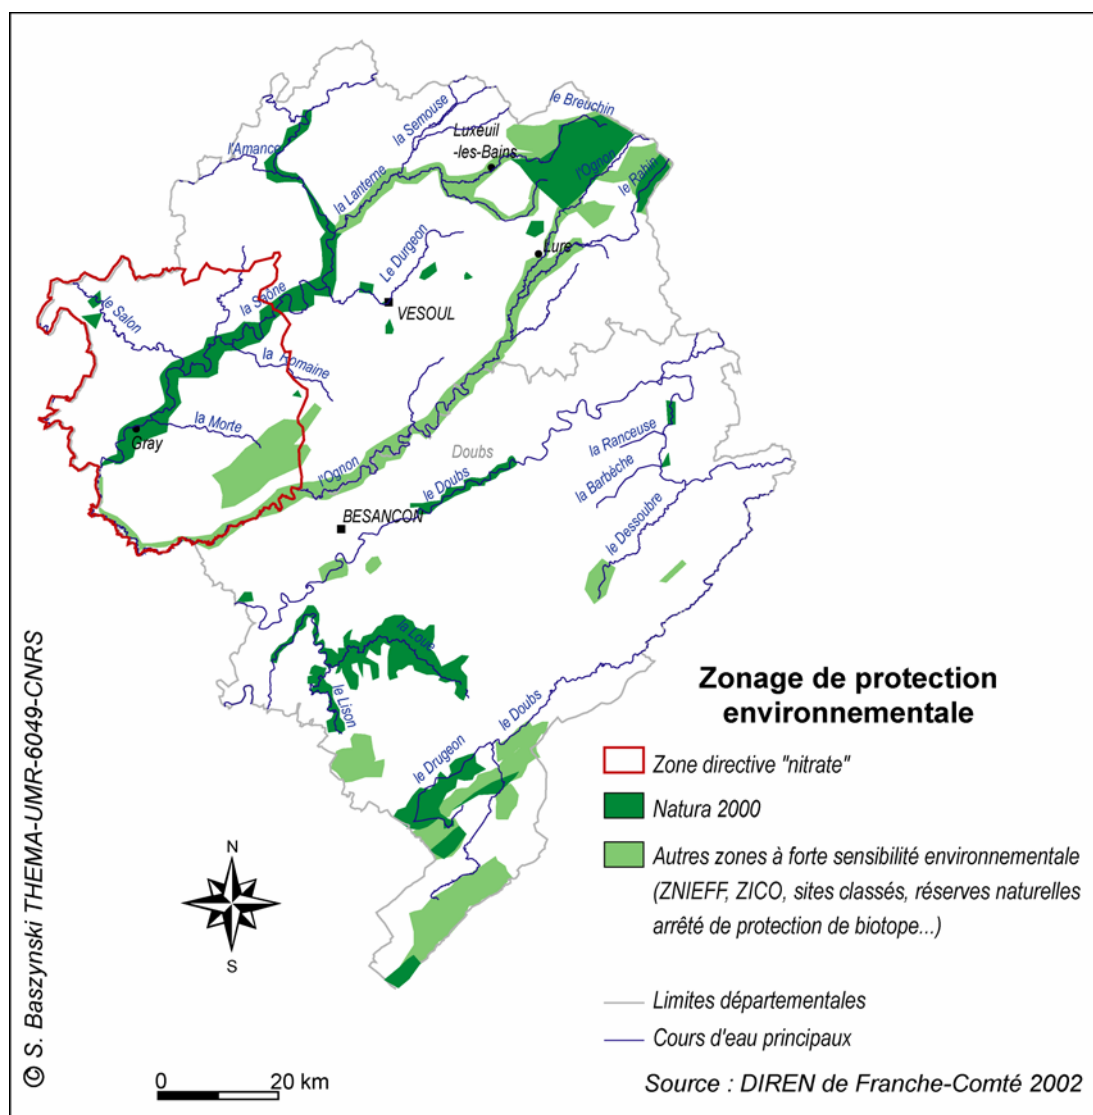 le Breuchin
la Semouse
Luxeuil
-les-Bains
l'Amance
l'Ognon
le Rahin
la Lanterne
Lure
Le Durgeon
la Saône
le Salon
VESOUL
la Romaine
la Morte
Gray
la Ranceuse
Doubs
l'Ognon
le Doubs
la Barbèche
BESANCON
le Dessoubre
la Loue
le Lison
le Doubs
le Drugeon
Zonage de protection
environnementale
Zone directive "nitrate"
Natura 2000
Autres zones à forte sensibilité environnementale
(ZNIEFF, ZICO, sites classés, réserves naturelles
arrêté de protection de biotope...)
Limites départementales
Cours d'eau principaux
Source : DIREN de Franche-Comté 2002
N
S
0 20 km
© S. Baszynski THEMA-UMR-6049-CNRS